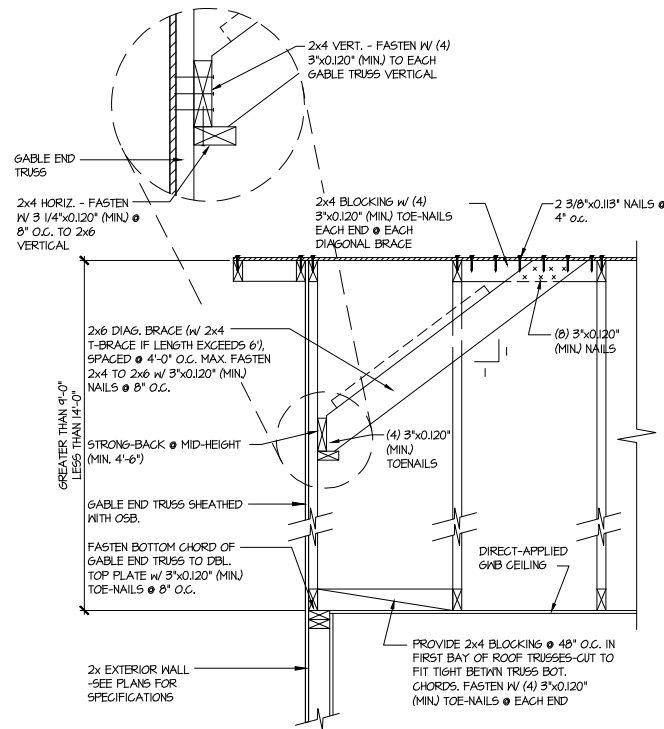 2x4 VERT. - FASTEN W/ (4)
3"x0.120" (MIN.) TO EACH
GABLE TRUSS VERTICAL
GABLE END
TRUSS
2x4 HORIZ. - FASTEN
W/ 3 1/4"x0.120" (MIN.) @
8" O.C. TO 2x6
VERTICAL
2x4 BLOCKING W/ (4)
3"x0.120" (MIN.) TOE-NAILS
EACH END @ EACH
DIAGONAL BRACE
2 3/8"x0.113" NAILS @
4" O.C.
2x6 DIAG. BRACE (W/ 2x4
T-BRACE IF LENGTH EXCEEDS 6'),
SPACED @ 4'-0" O.C. MAX. FASTEN
2x4 TO 2x6 W/ 3"x0.120" (MIN.)
NAILS @ 8" O.C.
(8) 3"x0.120"
(MIN.) NAILS
1
1
GREATER THAN 9'-0"
LESS THAN 14'-0"
STRONG-BACK @ MID-HEIGHT
(MIN. 4'-6")
(4) 3"x0.120"
(MIN.)
TOENAILS
GABLE END TRUSS SHEATHED
WITH OSB.
FASTEN BOTTOM CHORD OF
GABLE END TRUSS TO DBL.
TOP PLATE W/ 3"x0.120" (MIN.)
TOE-NAILS @ 8" O.C.
DIRECT-APPLIED
GWB CEILING
2x EXTERIOR WALL
-SEE PLANS FOR
SPECIFICATIONS
PROVIDE 2x4 BLOCKING @ 48" O.C. IN
FIRST BAY OF ROOF TRUSSES-CUT TO
FIT TIGHT BETW'N TRUSS BOT.
CHORDS. FASTEN W/ (4) 3"x0.120"
(MIN.) TOE-NAILS @ EACH END